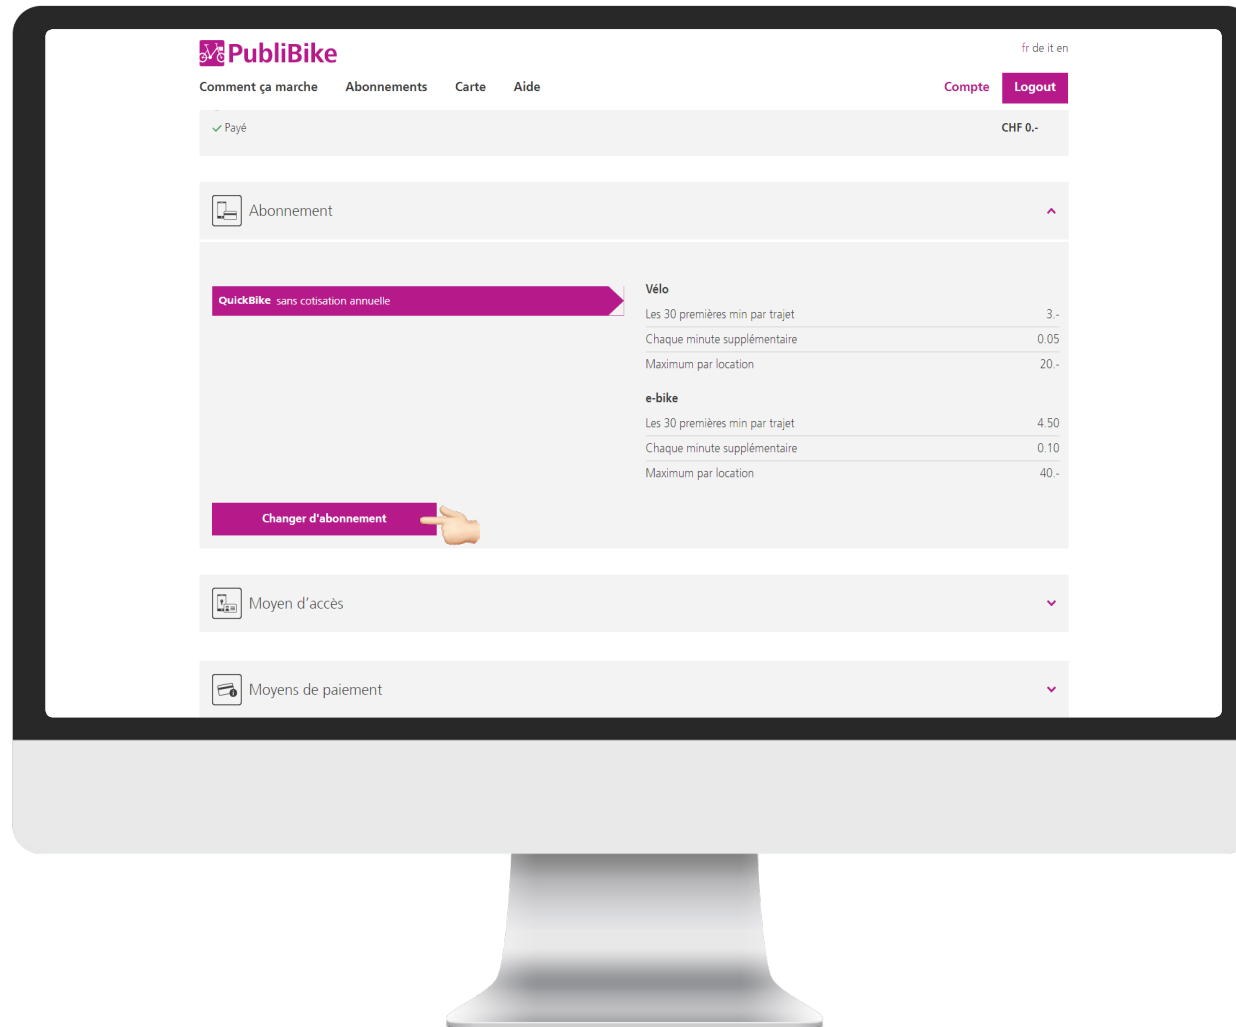 PubliBike
fr de it en
Comment ça marche Abonnements Carte Aide Compte Logout
Payé CHF 0.-
Abonnement
QuickBike sans cotisation annuelle
Vélo
Les 30 premières min par trajet 3.-
Chaque minute supplémentaire 0.05
Maximum par location 20.-
e-bike
Les 30 premières min par trajet 4.50
Chaque minute supplémentaire 0.10
Maximum par location 40.-
Changer d'abonnement
Moyen d’accès
Moyens de paiement